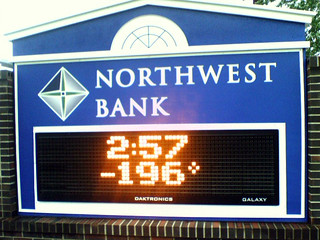 NORTHWEST
BANK
2:57
-196°
DAKTRONICS GALAXY